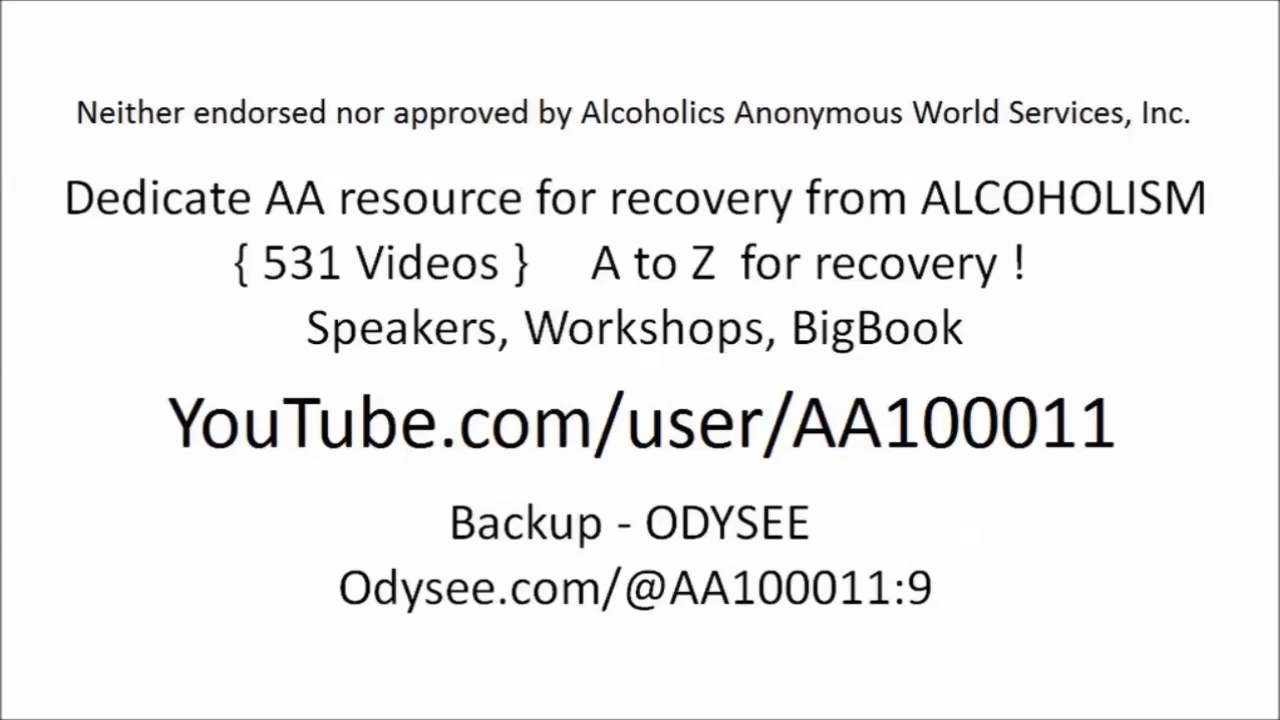 Neither endorsed nor approved by Alcoholics Anonymous World Services, Inc.
Dedicate AA resource for recovery from ALCOHOLISM
{ 531 Videos } A to Z for recovery !
Speakers, Workshops, BigBook
YouTube.com/user/AA100011
Backup - ODYSEE
Odysee.com/@AA100011:9